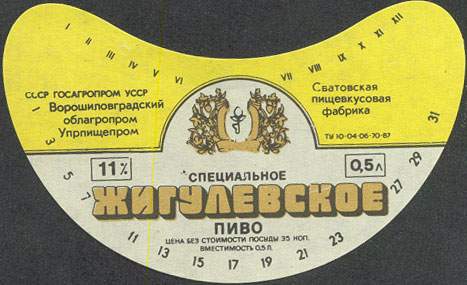 I II III IV V VI VII VIII IX X XI XII
СССР ГОСАГРОПРОМ УССР
Ворошиловградский
облагропром
Упрпищепром
Сватовская
пищевкусовая
фабрика
ТУ 10-04-06-70-87
11%
0,5л
СПЕЦИАЛЬНОЕ
ЖИГУЛЕВСКОЕ
ПИВО
ЦЕНА БЕЗ СТОИМОСТИ ПОСУДЫ 35 КОП.
ВМЕСТИМОСТЬ 0,5 Л.
1 3 5 7 11 13 15 17 19 21 23 27 29 31